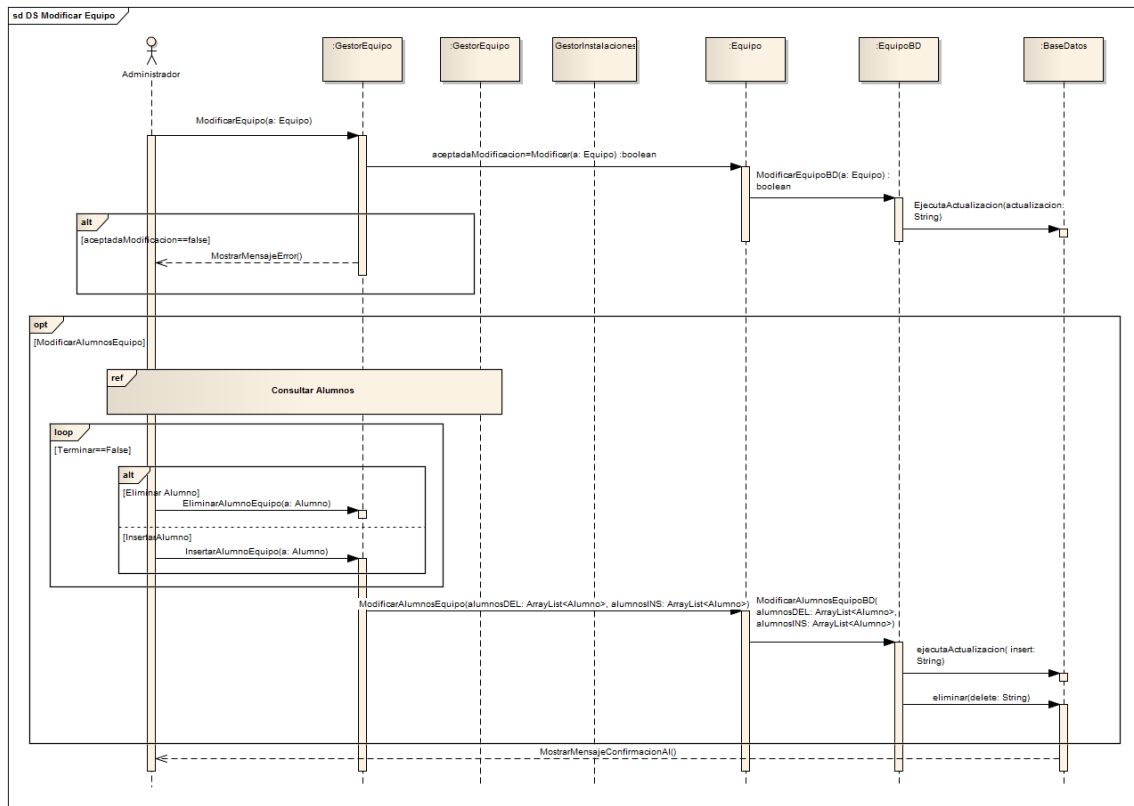 sd DS Modificar Equipo
:GestorEquipo
:GestorEquipo
GestorInstalaciones
:Equipo
:EquipoBD
:BaseDatos
Administrador
ModificarEquipo(a: Equipo)
aceptadaModificacion=Modificar(a: Equipo) :boolean
ModificarEquipoBD(a: Equipo) :
boolean
EjecutaActualizacion(actualizacion:
String)
alt
[aceptadaModificacion==false]
MostrarMensajeError()
opt
[ModificarAlumnosEquipo]
ref
Consultar Alumnos
loop
[Terminar==False]
alt
[Eliminar Alumno]
EliminarAlumnoEquipo(a: Alumno)
[InsertarAlumno]
InsertarAlumnoEquipo(a: Alumno)
ModificarAlumnosEquipo(alumnosDEL: ArrayList<Alumno>, alumnosINS: ArrayList<Alumno>)
ModificarAlumnosEquipoBD(
alumnosDEL: ArrayList<Alumno>,
alumnosINS: ArrayList<Alumno>)
ejecutaActualizacion( insert:
String)
eliminar(delete: String)
MostrarMensajeConfirmacionAl()